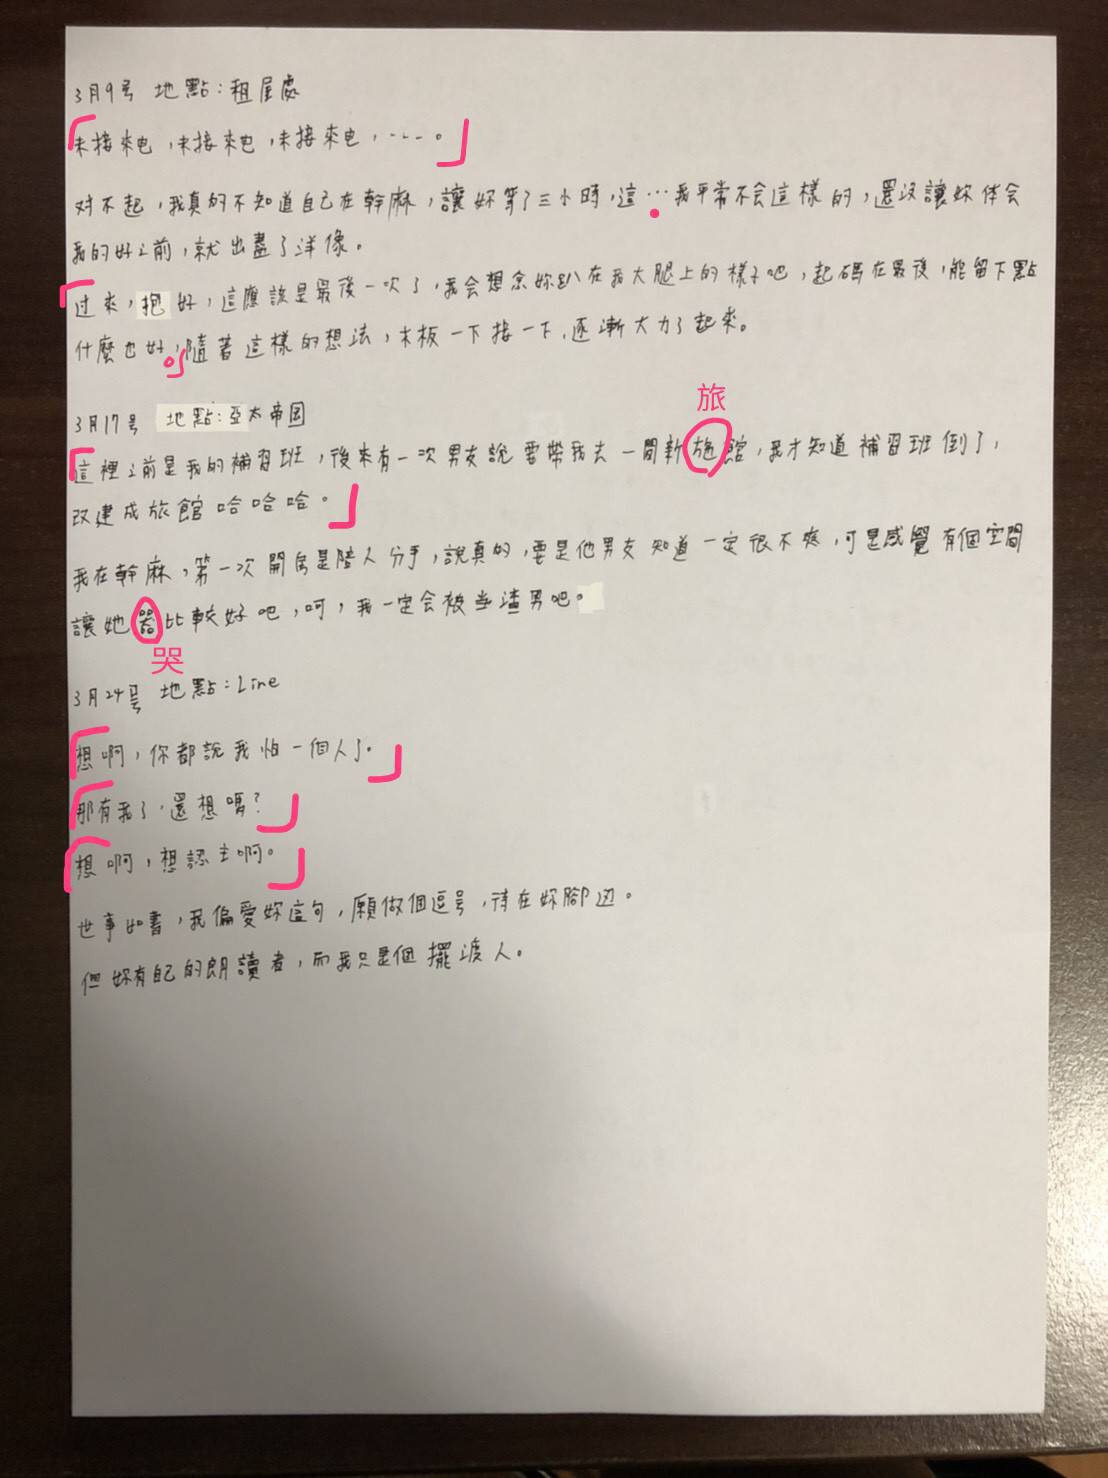 3月9号 地點：租屋處
「未接來电，未接來电，未接來电，……。」
对不起，我真的不知道自己在幹麻，讓妳等了三小時，這…我平常不会這樣的，還沒讓妳体会
我的好之前，就出盡了洋像。
「过來，抱好，這應該是最後一次了，我会想念妳趴在我大腿上的樣子吧，起碼在最後，能留下點
什麼也好。」隨著這樣的想法，木板一下接一下，逐漸大力了起來。
3月17号 地點：亞太帝国
旅
「這裡之前是我的補習班，後來有一次男友說要帶我去一間新施館，我才知道補習班倒了，
改建成旅館哈哈哈。」
我在幹麻，第一次開房是陪人分手，說真的，要是他男友知道一定很不爽，可是感覺有個空間
讓她器比較好吧，呵，我一定会被当渣男吧。
哭
3月24号 地點：Line
「想啊，你都說我怕一個人了。」
「那有我了，還想嗎？」
「想啊，想認主啊。」
世事如書，我偏愛妳這句，願做個逗号，待在妳腳边。
但妳有自己的朗讀者，而我只是個擺渡人。